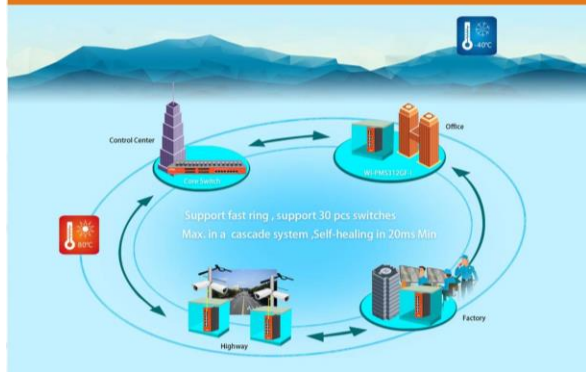 -40℃
Office
Control Center
Core Switch
WI-PMS312GF-I
Support fast ring , support 30 pcs switches
Max. in a cascade system ,Self-healing in 20ms Min
80℃
Factory
Highway